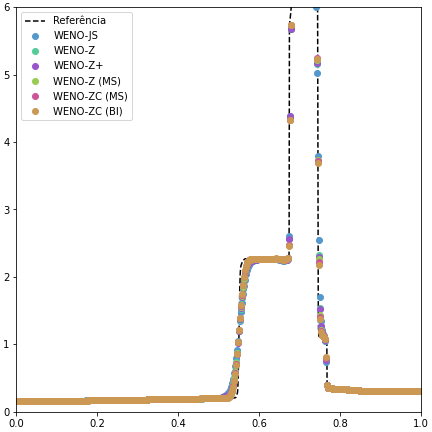 Referência
WENO-JS
WENO-Z
WENO-Z+
WENO-Z (MS)
WENO-ZC (MS)
WENO-ZC (BI)
6
5
4
3
2
1
0
0.0 0.2 0.4 0.6 0.8 1.0